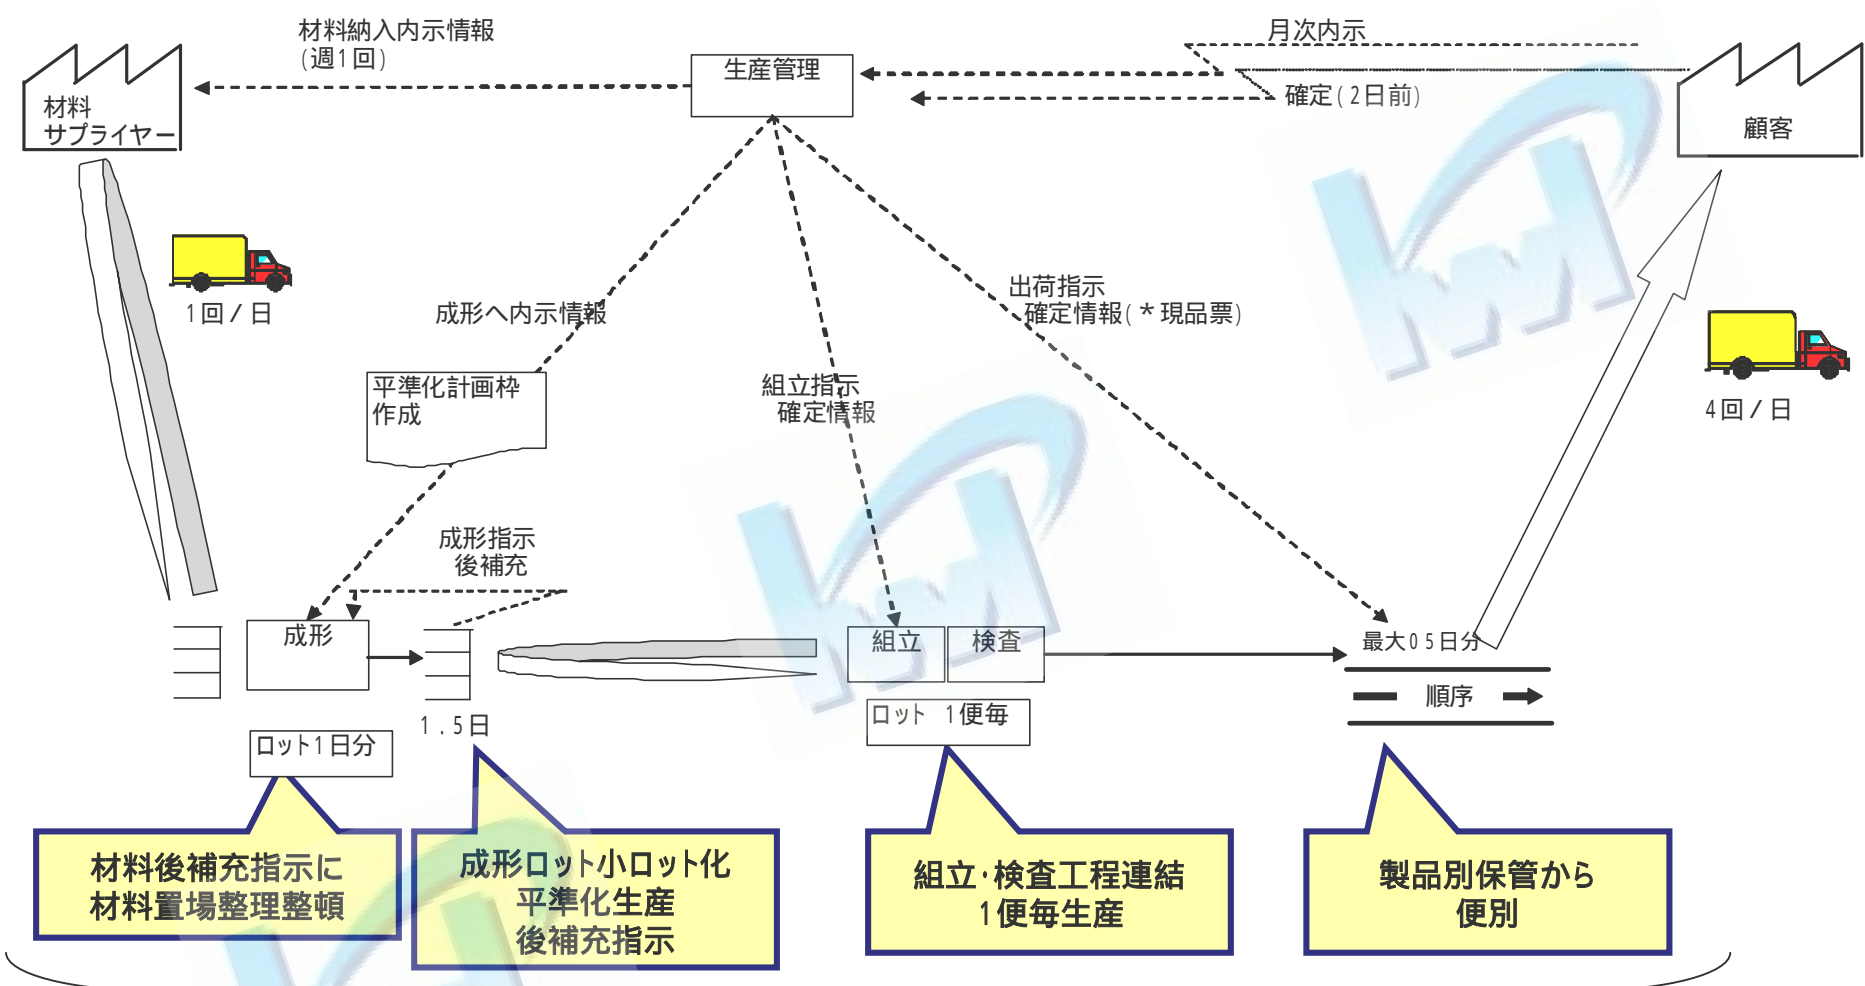 材料納入内示情報
(週1回)
生産管理
月次内示
確定(2日前)
材料
サプライヤー
顧客
1回/日
成形へ内示情報
出荷指示
確定情報(*現品票)
平準化計画枠
作成
組立指示
確定情報
4回/日
成形指示
後補充
成形
組立
検査
最大05日分
順序
1.5日
ロット 1便毎
ロット1日分
材料後補充指示に
材料置場整理整頓
成形ロット小ロット化
平準化生産
後補充指示
組立・検査工程連結
1便毎生産
製品別保管から
便別